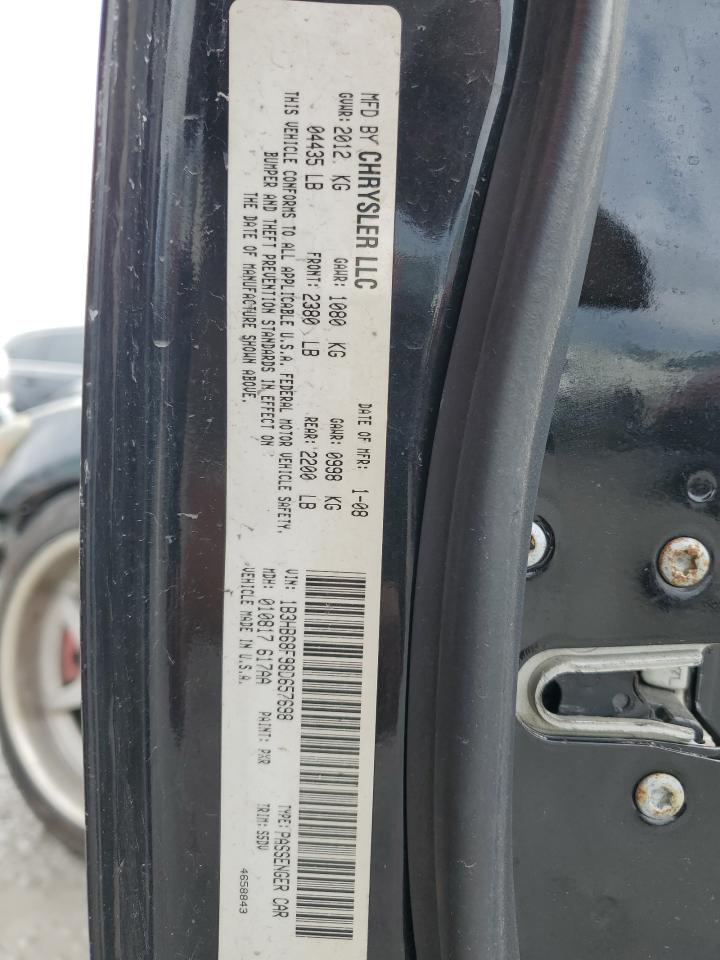 MFD BY CHRYSLER LLC DATE OF MFR: 1-08
GVWR: 2012 KG GAWR: 1080 KG GAWR: 0998 KG
04435 LB FRONT: 2380 LB REAR: 2200 LB
THIS VEHICLE CONFORMS TO ALL APPLICABLE U.S.A. FEDERAL MOTOR VEHICLE SAFETY,
BUMPER AND THEFT PREVENTION STANDARDS IN EFFECT ON
THE DATE OF MANUFACTURE SHOWN ABOVE.
VIN: 1B3HB68F98D657698 TYPE: PASSENGER CAR
MDH: 010817 617AA PAINT: PXR TRIM: S5DV
VEHICLE MADE IN U.S.A.
4658843